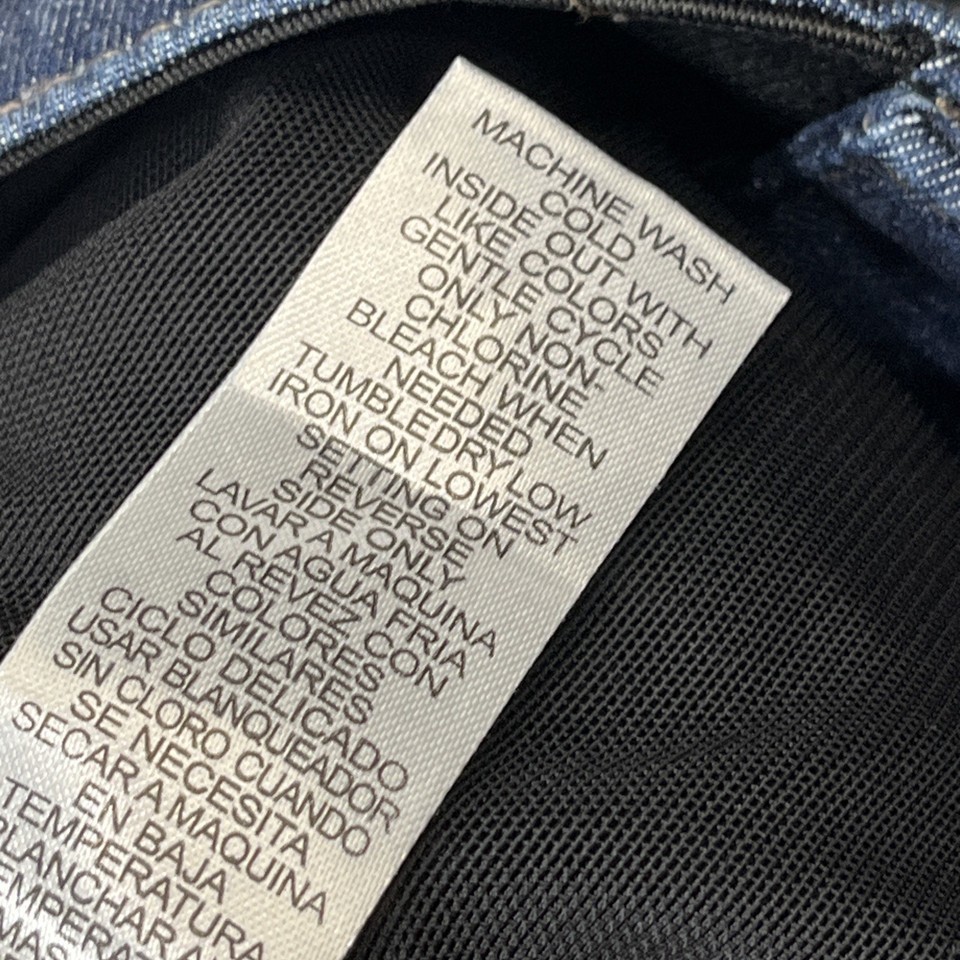 MACHINE WASH
COLD
INSIDE OUT WITH
LIKE COLORS
GENTLE CYCLE
ONLY NON-
CHLORINE
BLEACH WHEN
NEEDED
TUMBLE DRY LOW
IRON ON LOWEST
SETTING ON
REVERSE
SIDE ONLY
LAVAR A MAQUINA
CON AGUA FRIA
AL REVEZ CON
COLORES
SIMILARES
CICLO DELICADO
USAR BLANQUEADOR
SIN CLORO CUANDO
SE NECESITA
SECAR A MAQUINA
EN BAJA
TEMPERATURA